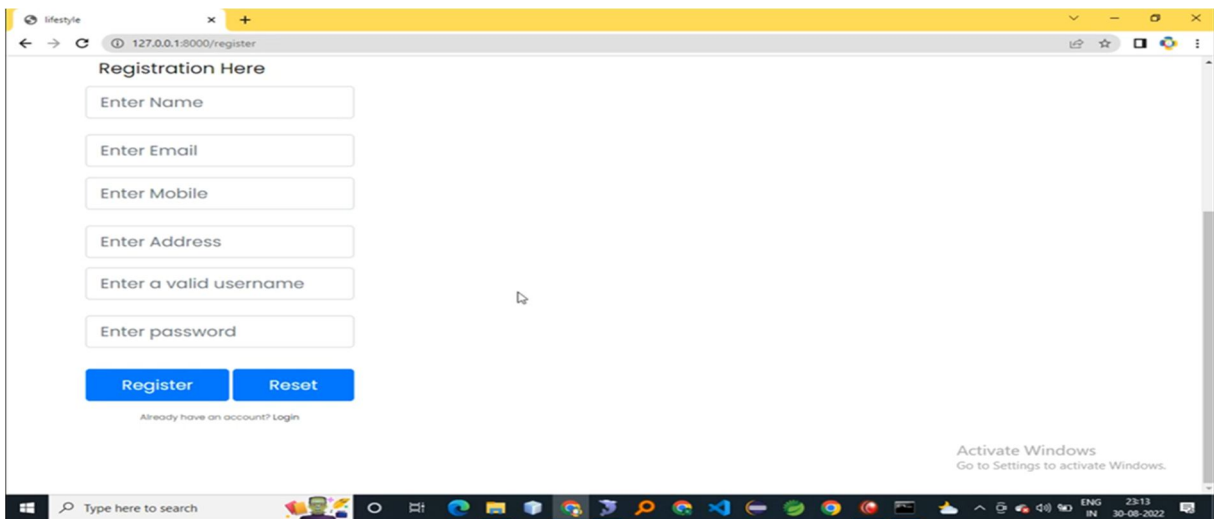 lifestyle
127.0.0.1:8000/register
Registration Here
Enter Name
Enter Email
Enter Mobile
Enter Address
Enter a valid username
Enter password
Register Reset
Already have an account? Login
Activate Windows
Go to Settings to activate Windows.
Type here to search
ENG 23:13
IN 30-08-2022